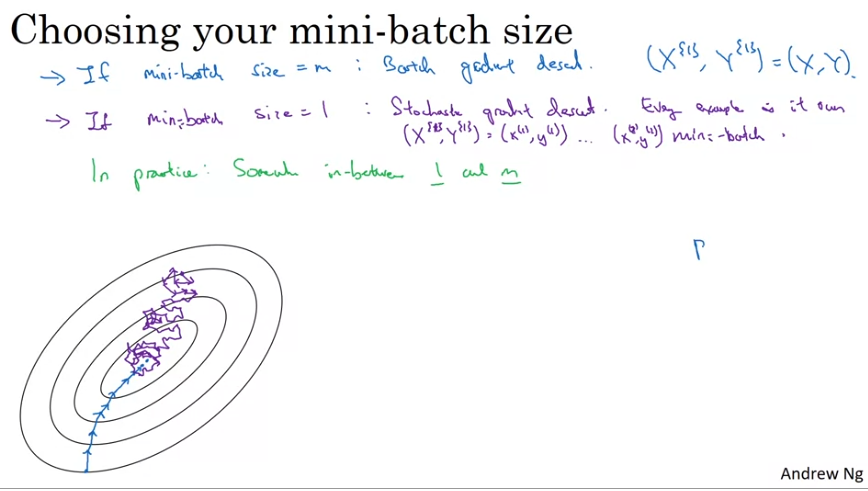 Choosing your mini-batch size
→ If mini-batch size = m : Batch gradient descent. (X^{1}, Y^{1}) = (X, Y).
→ If mini-batch size = 1 : Stochastic gradient descent. Every example is it own
(X^{1}, Y^{1}) = (x^(1), y^(1)) ... mini-batch.
In practice: Somewhere in-between 1 and m
Andrew Ng